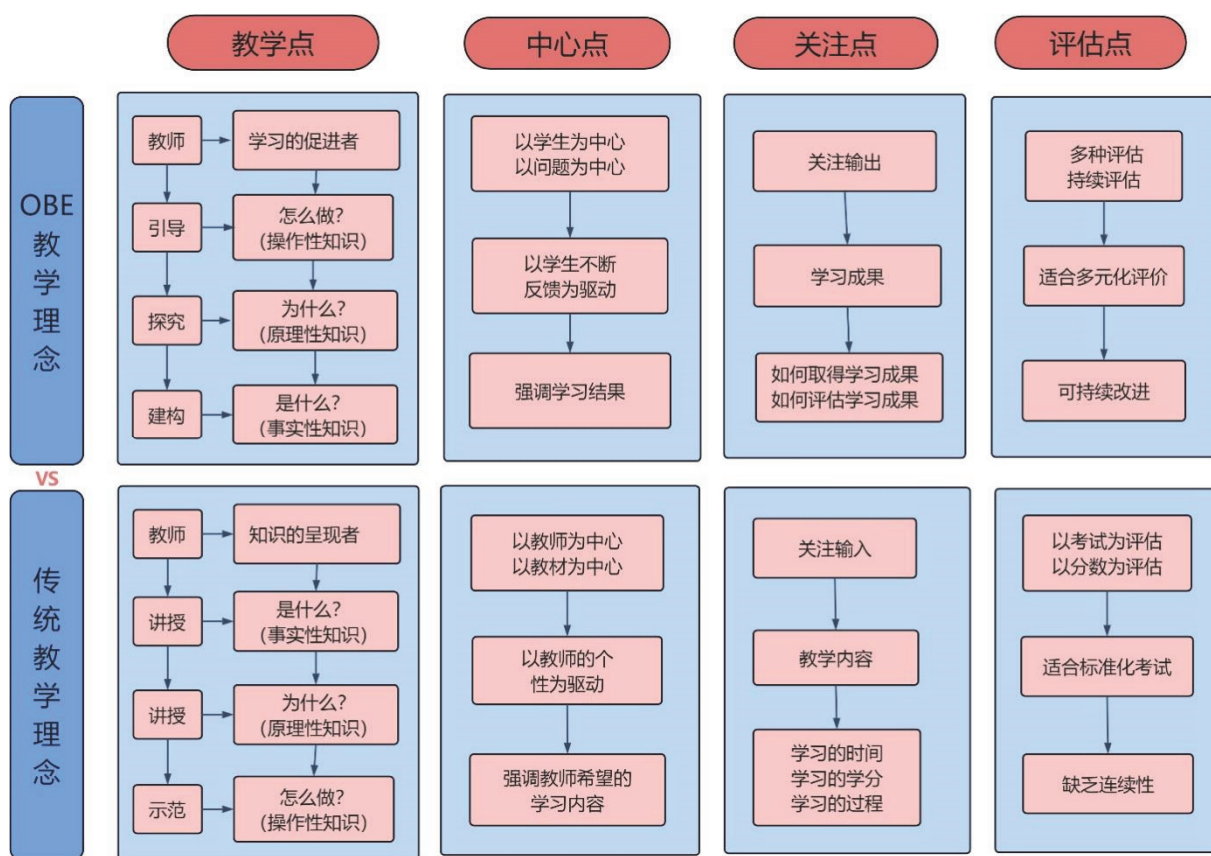 教学点
中心点
关注点
评估点
OBE
教
学
理
念
教师
学习的促进者
引导
怎么做?
(操作性知识)
探究
为什么?
(原理性知识)
建构
是什么?
(事实性知识)
以学生为中心
以问题为中心
以学生不断
反馈为驱动
强调学习结果
关注输出
学习成果
如何取得学习成果
如何评估学习成果
多种评估
持续评估
适合多元化评价
可持续改进
VS
传
统
教
学
理
念
教师
知识的呈现者
讲授
是什么?
(事实性知识)
讲授
为什么?
(原理性知识)
示范
怎么做?
(操作性知识)
以教师为中心
以教材为中心
以教师的个
性为驱动
强调教师希望的
学习内容
关注输入
教学内容
学习的时间
学习的学分
学习的过程
以考试为评估
以分数为评估
适合标准化考试
缺乏连续性